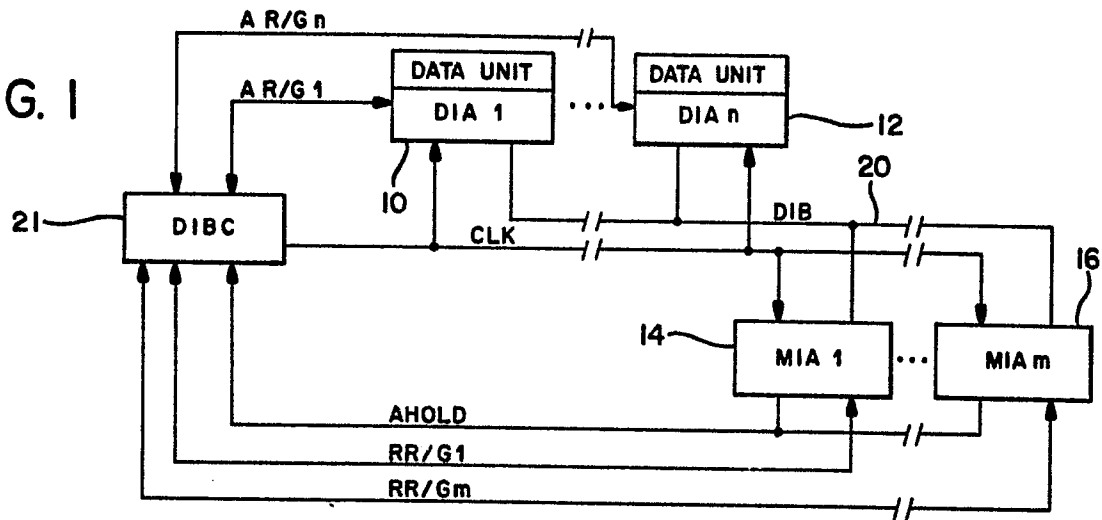 A R/G n
G. 1
DATA UNIT
DIA 1
DATA UNIT
DIA n
A R/G 1
12
10
20
21
DIBC
DIB
CLK
16
14
MIA 1
MIA m
AHOLD
RR/G1
RR/Gm